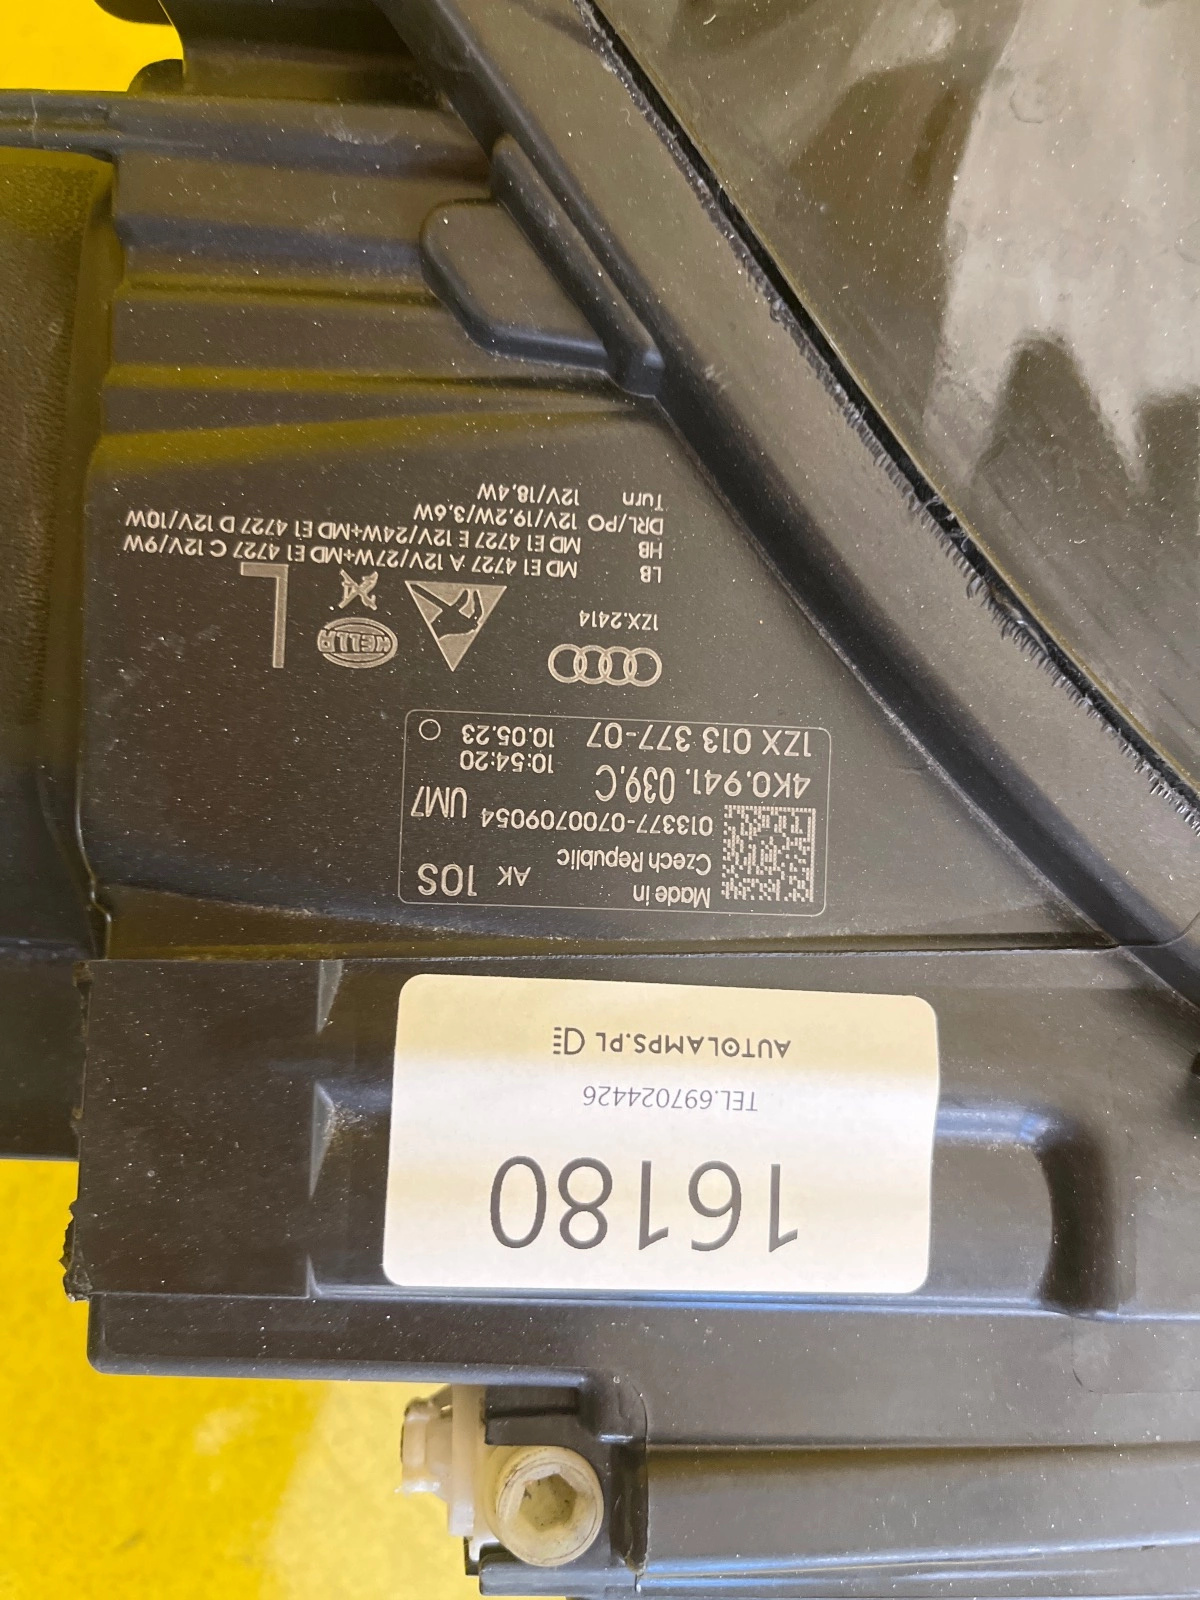 16180
TEL.697024426
AUTOLAMPS.PL
Made in
Czech Republic
AK 10S
013377-0700709054 UM7
4K0.941. 039.C
10:54:20
1ZX 013 377-07
10.05.23
1ZX.2414
HELLA
L
LB MD E1 4727 A 12V/27W+MD E1 4727 C 12V/9W
HB MD E1 4727 E 12V/24W+MD E1 4727 D 12V/10W
DRL/PO 12V/19,2W/3,6W
Turn 12V/18,4W